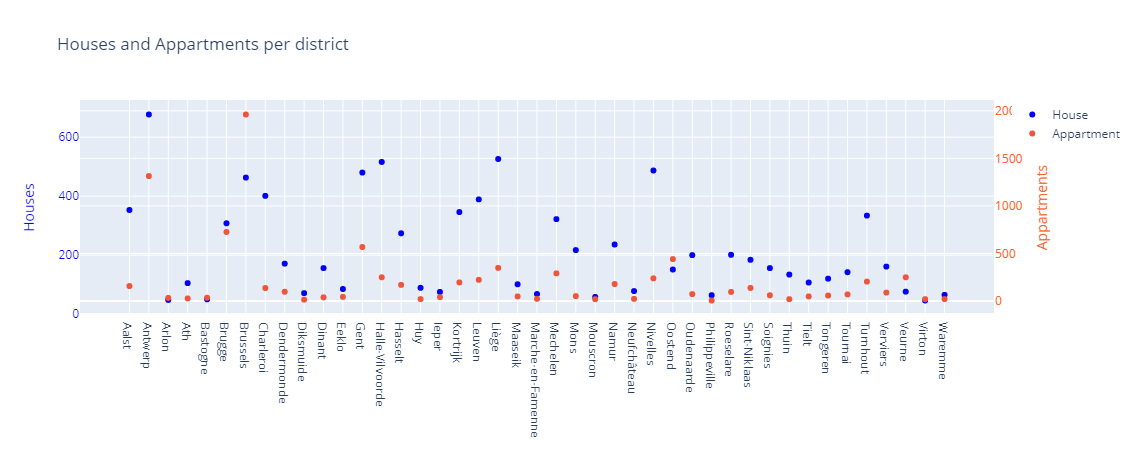 Houses and Appartments per district
House
Appartment
600
400
200
0
Houses
200
1500
1000
500
0
Appartments
Aalst
Antwerp
Arlon
Ath
Bastogne
Brugge
Brussels
Charleroi
Dendermonde
Diksmuide
Dinant
Eeklo
Gent
Halle-Vilvoorde
Hasselt
Huy
Ieper
Kortrijk
Leuven
Liège
Maaseik
Marche-en-Famenne
Mechelen
Mons
Mouscron
Namur
Neufchâteau
Nivelles
Oostend
Oudenaarde
Philippeville
Roeselare
Sint-Niklaas
Soignies
Thuin
Tielt
Tongeren
Tournai
Turnhout
Verviers
Veurne
Virton
Waremme